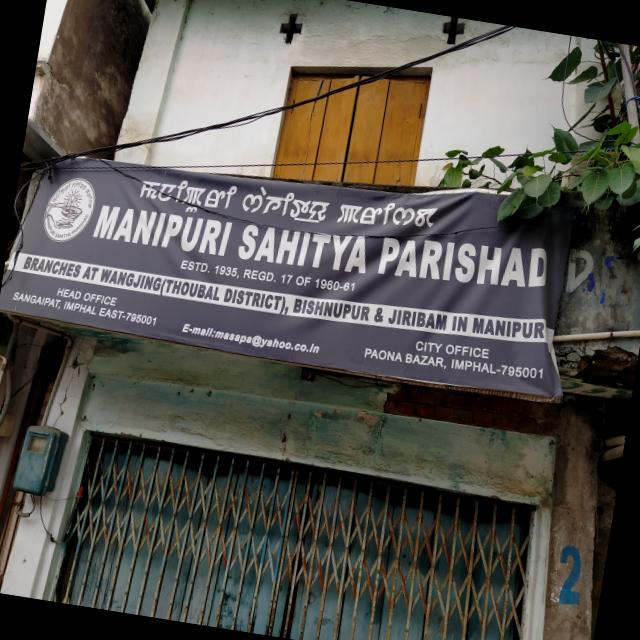 MANIPURI SAHITYA PARISHAD
ESTD. 1935, REGD. 17 OF 1960-61
BRANCHES AT WANGJING(THOUBAL DISTRICT), BISHNUPUR & JIRIBAM IN MANIPUR
HEAD OFFICE
SANGAIPAT, IMPHAL EAST-795001
E-mail:masapa@yahoo.co.in
CITY OFFICE
PAONA BAZAR, IMPHAL-795001
2